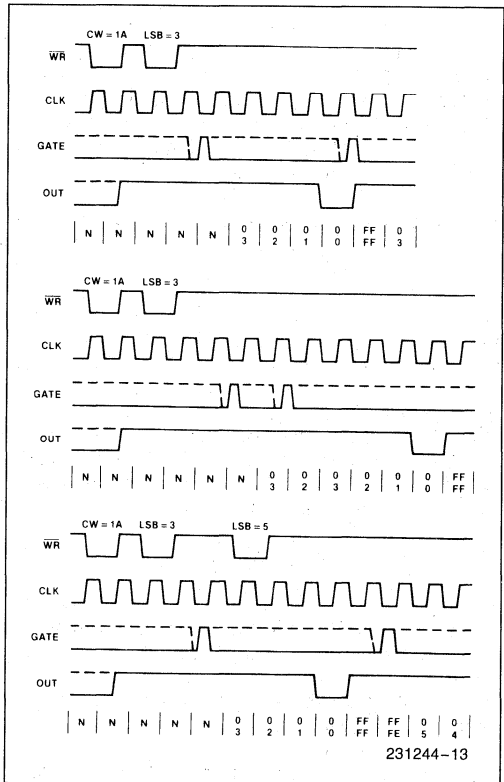 CW = 1A LSB = 3
WR
CLK
GATE
OUT
N N N N N 0 0 0 0 FF 0
3 2 1 0 FF 3
CW = 1A LSB = 3
WR
CLK
GATE
OUT
N N N N N N 0 0 0 0 0 0 FF
3 2 3 2 1 0 FF
CW = 1A LSB = 3 LSB = 5
WR
CLK
GATE
OUT
N N N N N 0 0 0 0 FF FF 0 0
3 2 1 0 FF FE 5 4
231244-13